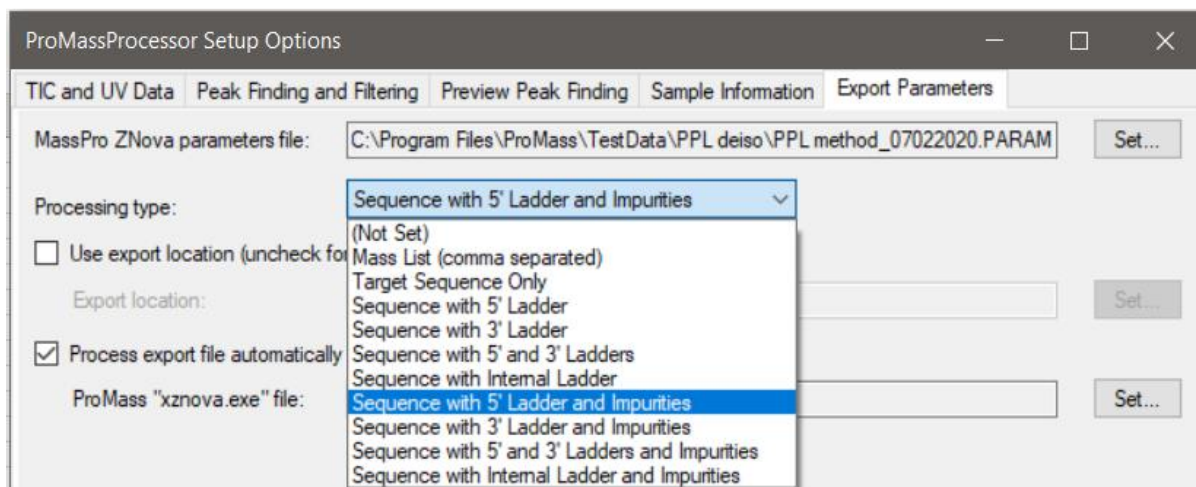 ProMassProcessor Setup Options
TIC and UV Data Peak Finding and Filtering Preview Peak Finding Sample Information Export Parameters
MassPro ZNova parameters file: C:\Program Files\ProMass\TestData\PPL deiso\PPL method_07022020.PARAM Set...
Processing type: Sequence with 5' Ladder and Impurities
(Not Set)
Use export location (uncheck for Mass List (comma separated)
Target Sequence Only
Export location: Sequence with 5' Ladder Set...
Sequence with 3' Ladder
Process export file automatically Sequence with 5' and 3' Ladders
Sequence with Internal Ladder
ProMass "xznova.exe" file: Sequence with 5' Ladder and Impurities Set...
Sequence with 3' Ladder and Impurities
Sequence with 5' and 3' Ladders and Impurities
Sequence with Internal Ladder and Impurities